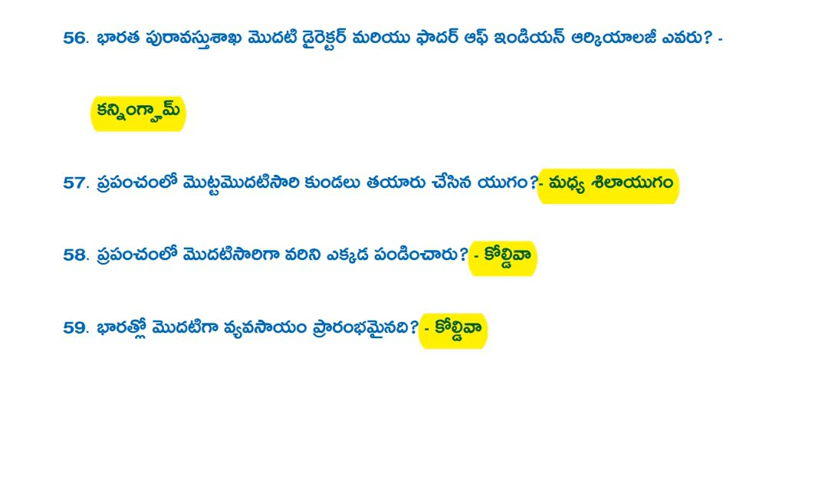 56. భారత పురావస్తుశాఖ మొదటి డైరెక్టర్ మరియు ఫాదర్ ఆఫ్ ఇండియన్ ఆర్కియాలజీ ఎవరు? -
కన్నింగ్హామ్
57. ప్రపంచంలో మొట్టమొదటిసారి కుండలు తయారు చేసిన యుగం?- మధ్య శిలాయుగం
58. ప్రపంచంలో మొదటిసారిగా వరిని ఎక్కడ పండించారు? - కోల్డివా
59. భారత్లో మొదటిగా వ్యవసాయం ప్రారంభమైనది? - కోల్డివా